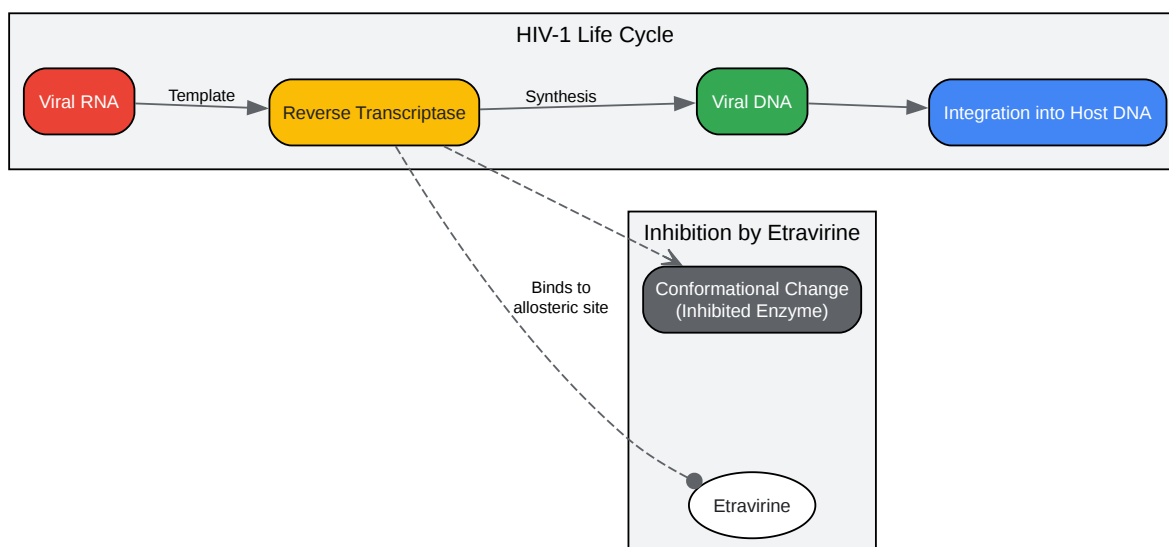 HIV-1 Life Cycle
Viral RNA
Template
Reverse Transcriptase
Synthesis
Viral DNA
Integration into Host DNA
Inhibition by Etravirine
Conformational Change
(Inhibited Enzyme)
Binds to
allosteric site
Etravirine